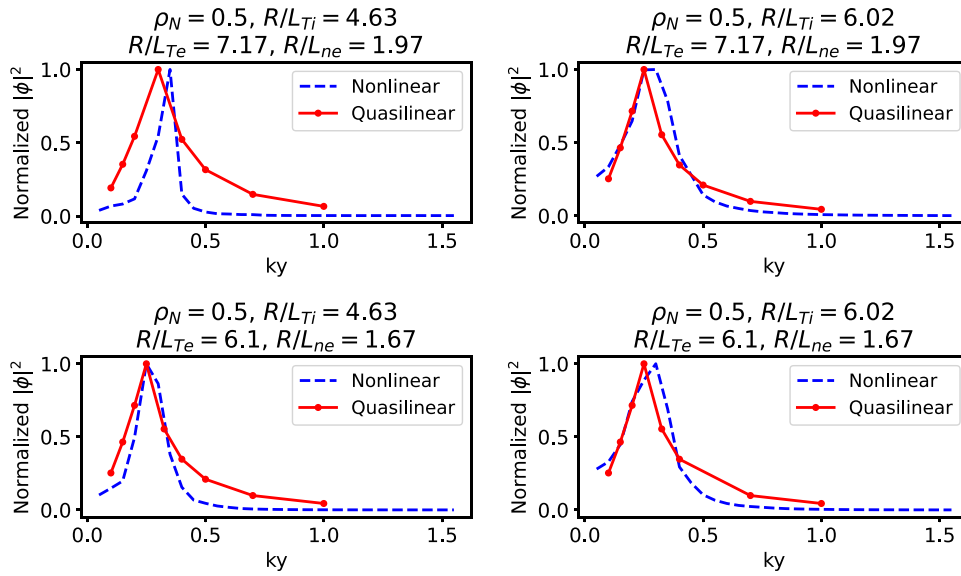 ρ_N = 0.5, R/L_Ti = 4.63
R/L_Te = 7.17, R/L_ne = 1.97
Normalized |ϕ|²
1.0
0.5
0.0
Nonlinear
Quasilinear
0.0 0.5 1.0 1.5
ky
ρ_N = 0.5, R/L_Ti = 6.02
R/L_Te = 7.17, R/L_ne = 1.97
Normalized |ϕ|²
1.0
0.5
0.0
Nonlinear
Quasilinear
0.0 0.5 1.0 1.5
ky
ρ_N = 0.5, R/L_Ti = 4.63
R/L_Te = 6.1, R/L_ne = 1.67
Normalized |ϕ|²
1.0
0.5
0.0
Nonlinear
Quasilinear
0.0 0.5 1.0 1.5
ky
ρ_N = 0.5, R/L_Ti = 6.02
R/L_Te = 6.1, R/L_ne = 1.67
Normalized |ϕ|²
1.0
0.5
0.0
Nonlinear
Quasilinear
0.0 0.5 1.0 1.5
ky